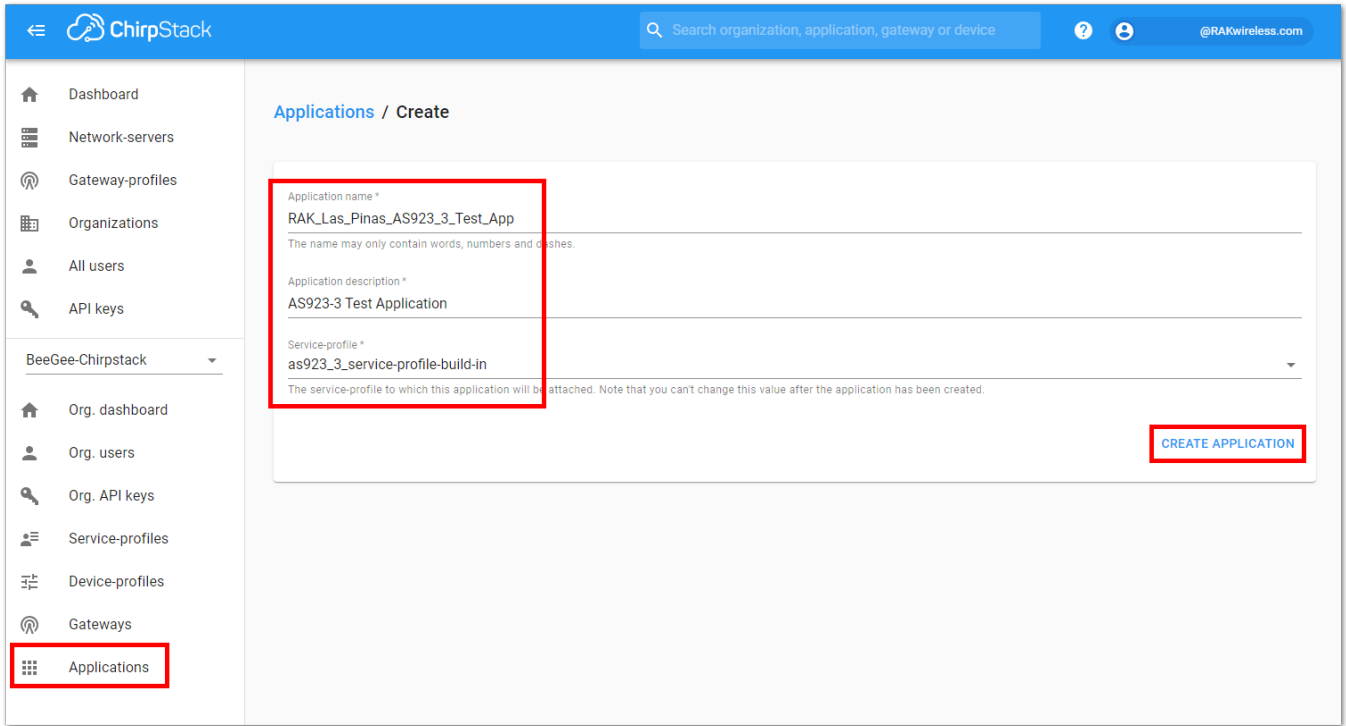 ChirpStack
Search organization, application, gateway or device
?
@RAKwireless.com
Dashboard
Network-servers
Gateway-profiles
Organizations
All users
API keys
BeeGee-Chirpstack
Org. dashboard
Org. users
Org. API keys
Service-profiles
Device-profiles
Gateways
Applications
Applications / Create
Application name *
RAK_Las_Pinas_AS923_3_Test_App
The name may only contain words, numbers and dashes.
Application description *
AS923-3 Test Application
Service-profile *
as923_3_service-profile-build-in
The service-profile to which this application will be attached. Note that you can't change this value after the application has been created.
CREATE APPLICATION